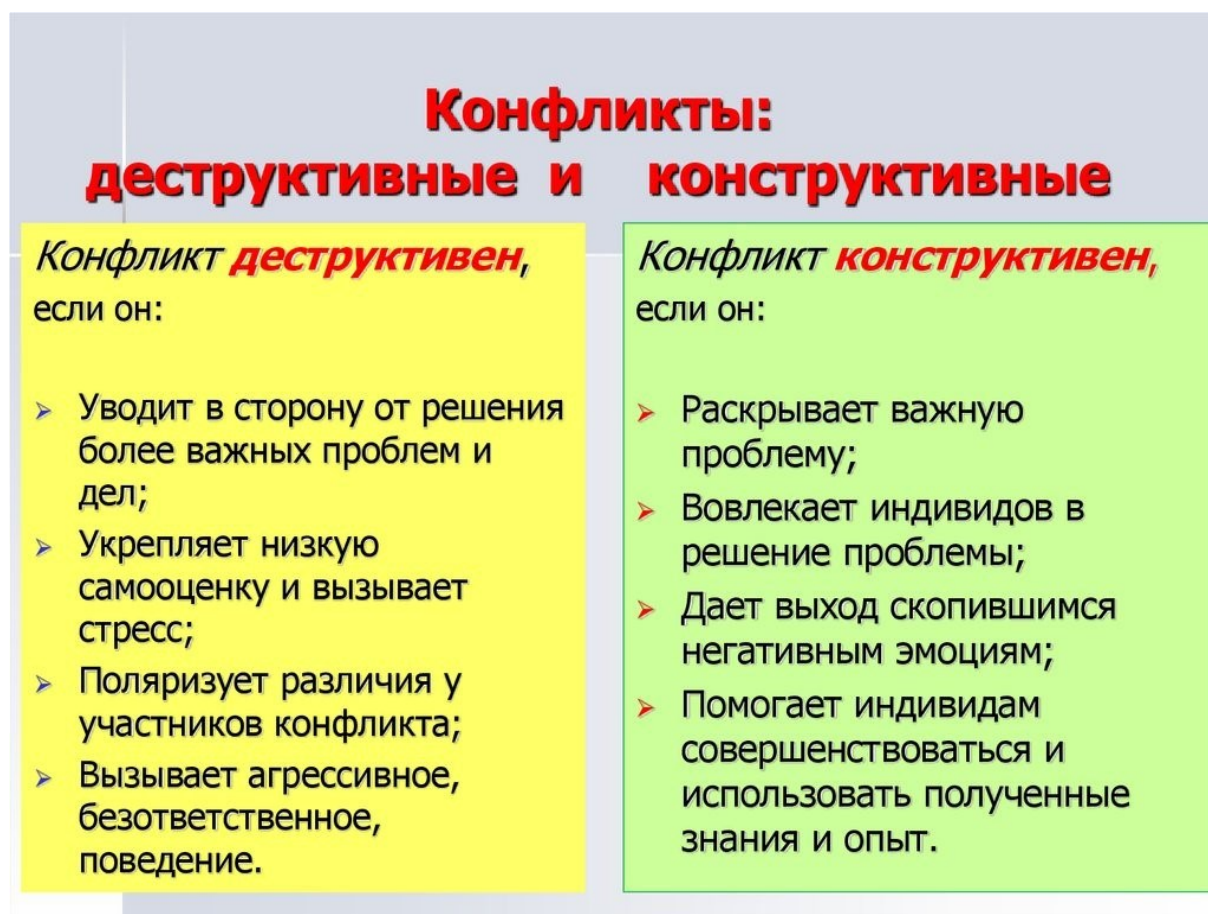 Конфликты:
деструктивные и конструктивные
Конфликт деструктивен,
если он:
Уводит в сторону от решения
более важных проблем и
дел;
Укрепляет низкую
самооценку и вызывает
стресс;
Поляризует различия у
участников конфликта;
Вызывает агрессивное,
безответственное,
поведение.
Конфликт конструктивен,
если он:
Раскрывает важную
проблему;
Вовлекает индивидов в
решение проблемы;
Дает выход скопившимся
негативным эмоциям;
Помогает индивидам
совершенствоваться и
использовать полученные
знания и опыт.